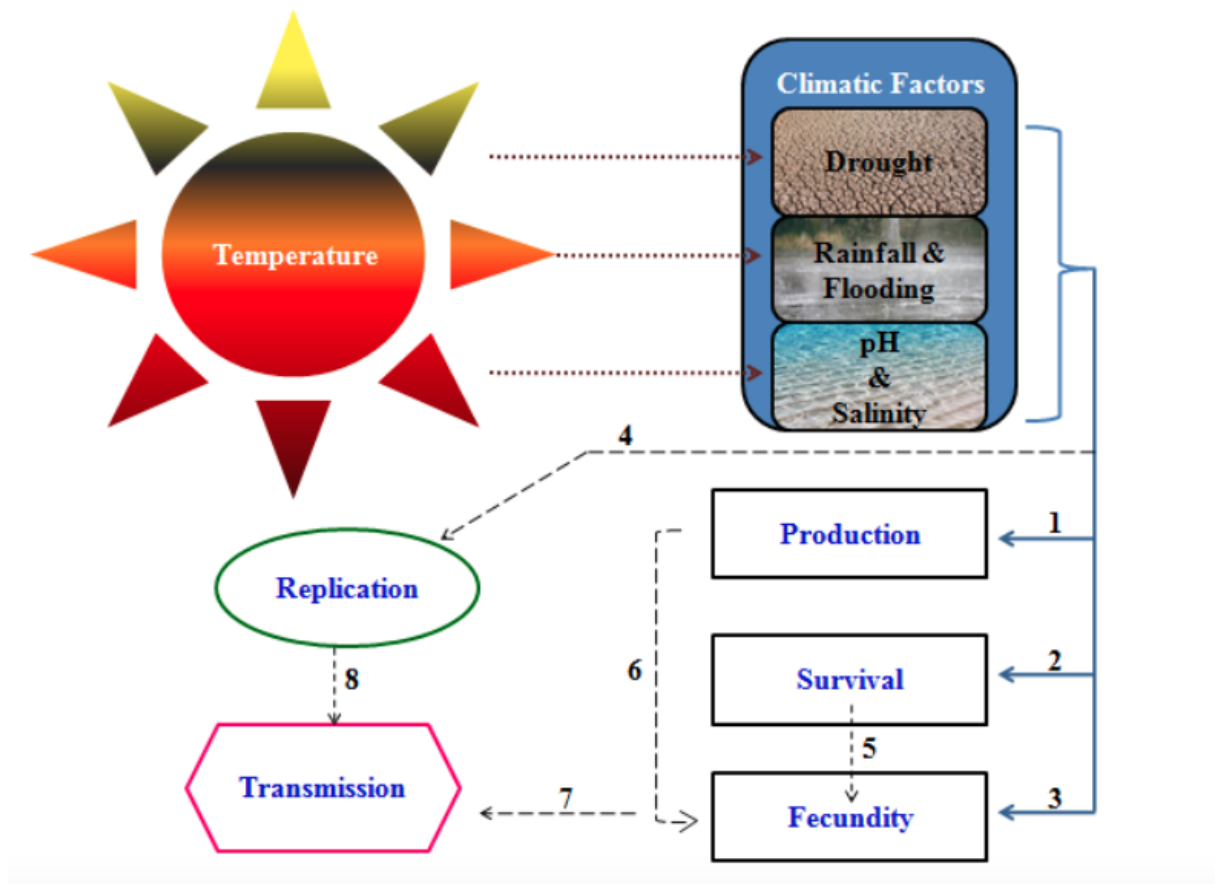 Climatic Factors
Drought
Temperature
Rainfall &
Flooding
pH
&
Salinity
4
Production
1
Replication
6
Survival
2
8
5
Transmission
7
Fecundity
3